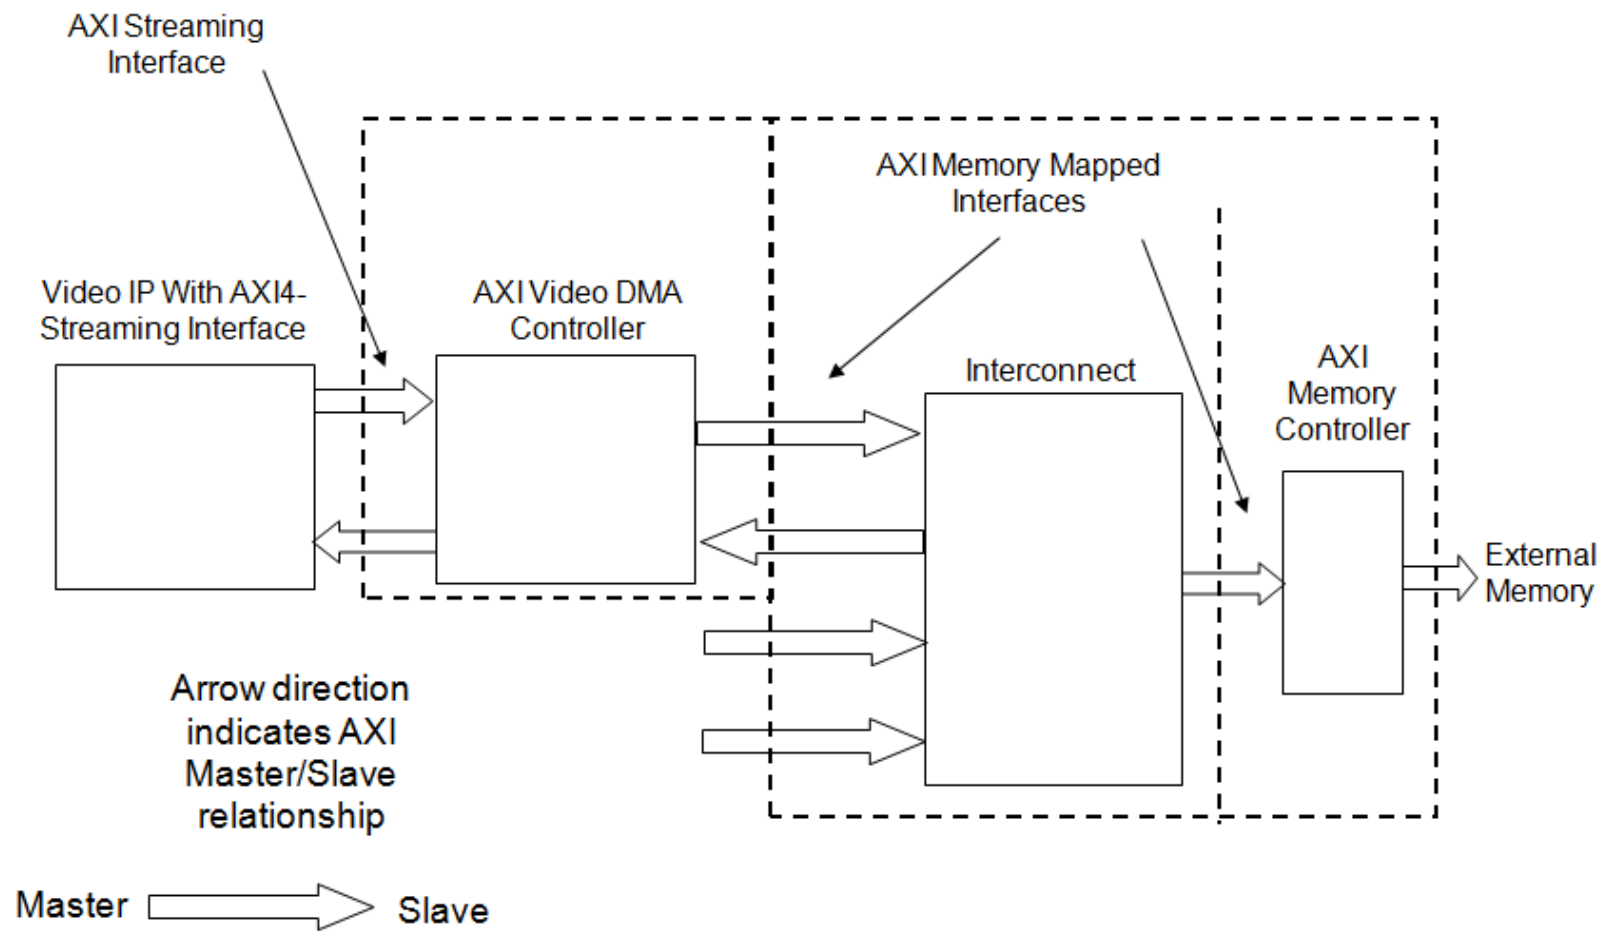 AXI Streaming
Interface
AXI Memory Mapped
Interfaces
Video IP With AXI4-
Streaming Interface
AXI Video DMA
Controller
Interconnect
AXI
Memory
Controller
External
Memory
Arrow direction
indicates AXI
Master/Slave
relationship
Master
Slave